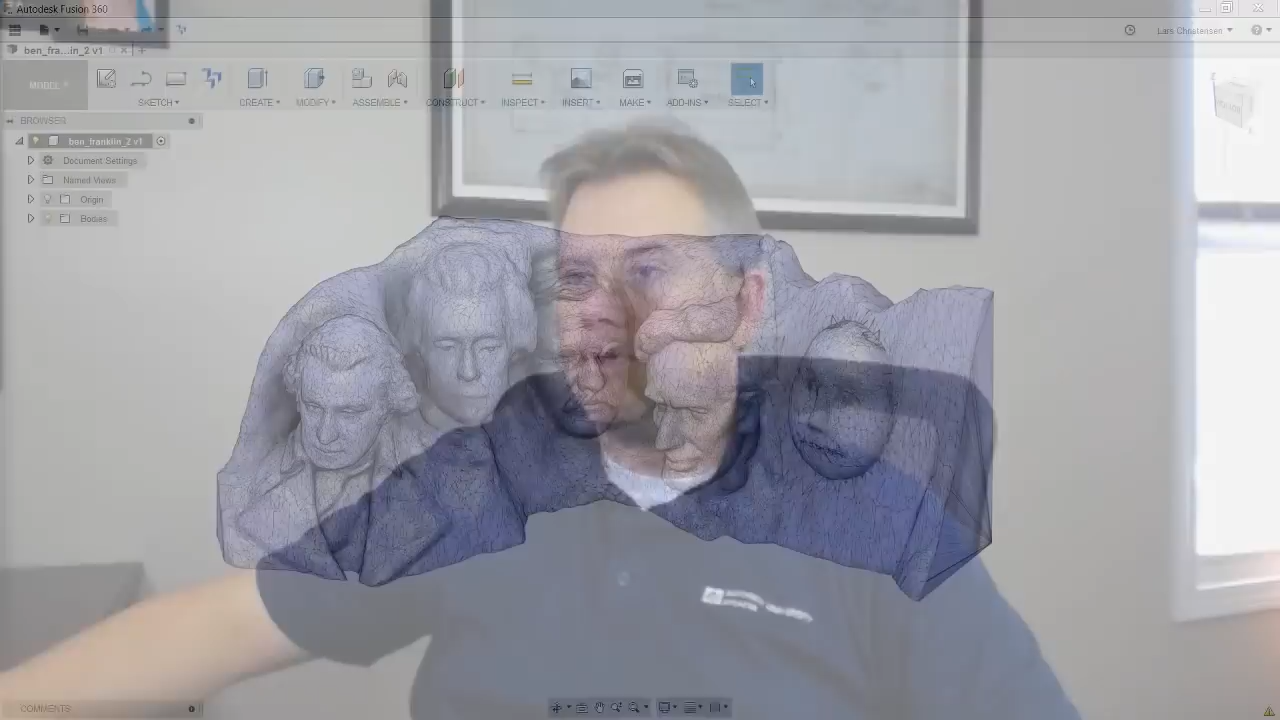 Autodesk Fusion 360
ben_fra...in_2 v1
Lars Christensen
MODEL
SKETCH
CREATE
MODIFY
ASSEMBLE
CONSTRUCT
INSPECT
INSERT
MAKE
ADD-INS
SELECT
BROWSER
ben_franklin_2 v1
Document Settings
Named Views
Origin
Bodies
COMMENTS